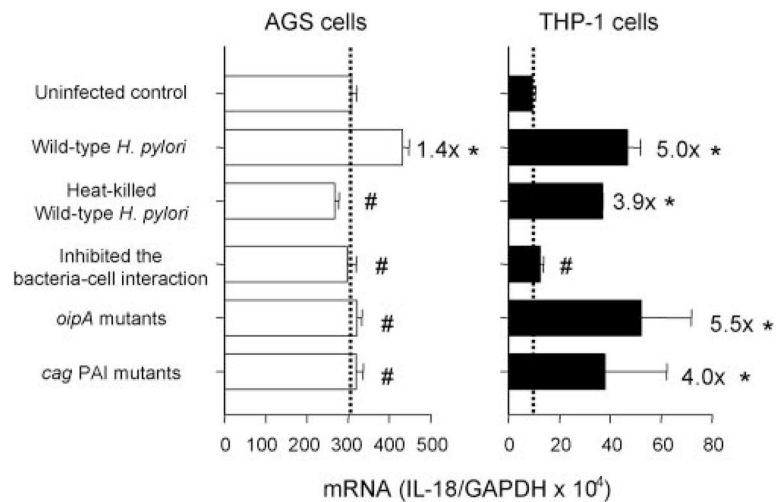 AGS cells
THP-1 cells
Uninfected control
Wild-type H. pylori
1.4x *
5.0x *
Heat-killed
Wild-type H. pylori
#
3.9x *
Inhibited the
bacteria-cell interaction
#
#
oipA mutants
#
5.5x *
cag PAI mutants
#
4.0x *
0 100 200 300 400 500
0 20 40 60 80
mRNA (IL-18/GAPDH x 10⁴)